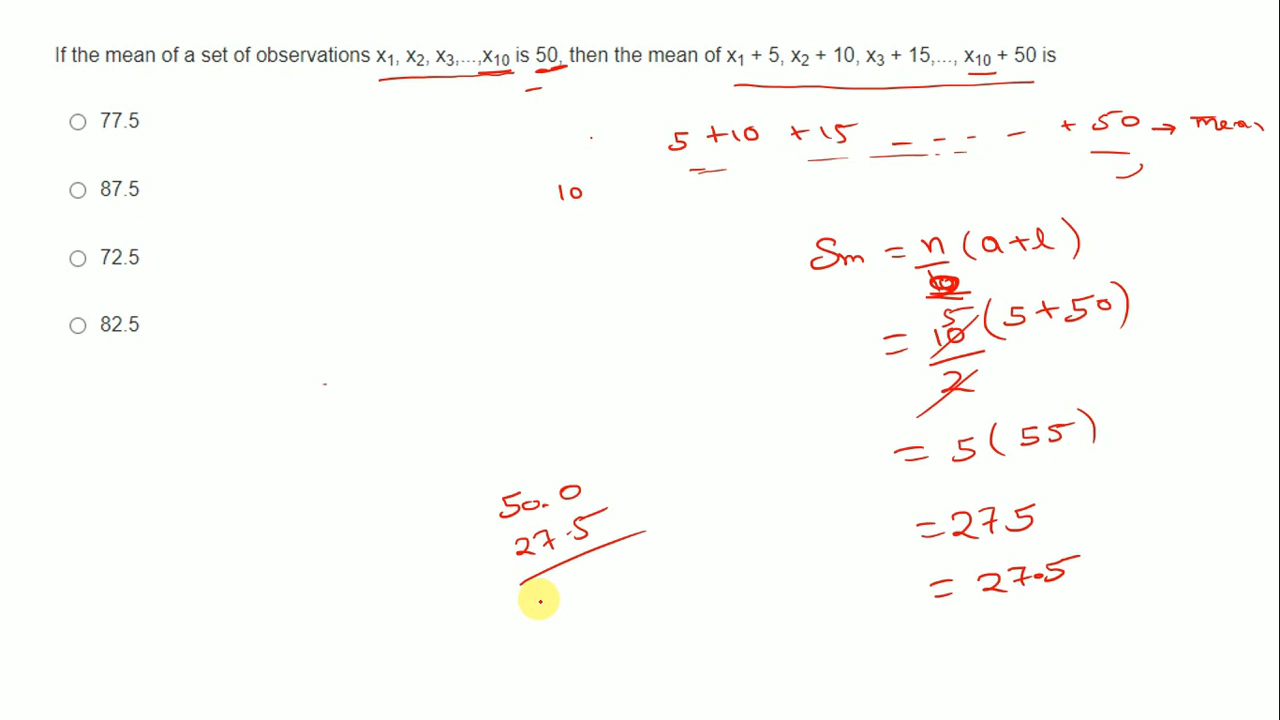 If the mean of a set of observations x₁, x₂, x₃,...,x₁₀ is 50, then the mean of x₁ + 5, x₂ + 10, x₃ + 15,..., x₁₀ + 50 is
77.5
87.5
72.5
82.5
5 + 10 + 15 - - - - + 50 → mean
10
Sm = n (a+l)
= 10/2 5 (5+50)
= 5 (55)
= 275
= 27.5
50.0
27.5